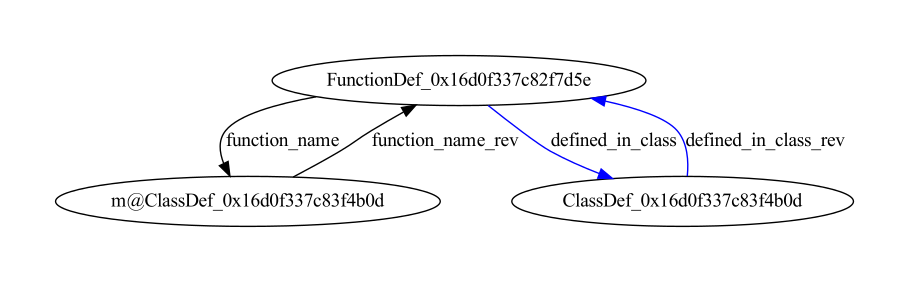 FunctionDef_0x16d0f337c82f7d5e
function_name
function_name_rev
defined_in_class
defined_in_class_rev
m@ClassDef_0x16d0f337c83f4b0d
ClassDef_0x16d0f337c83f4b0d